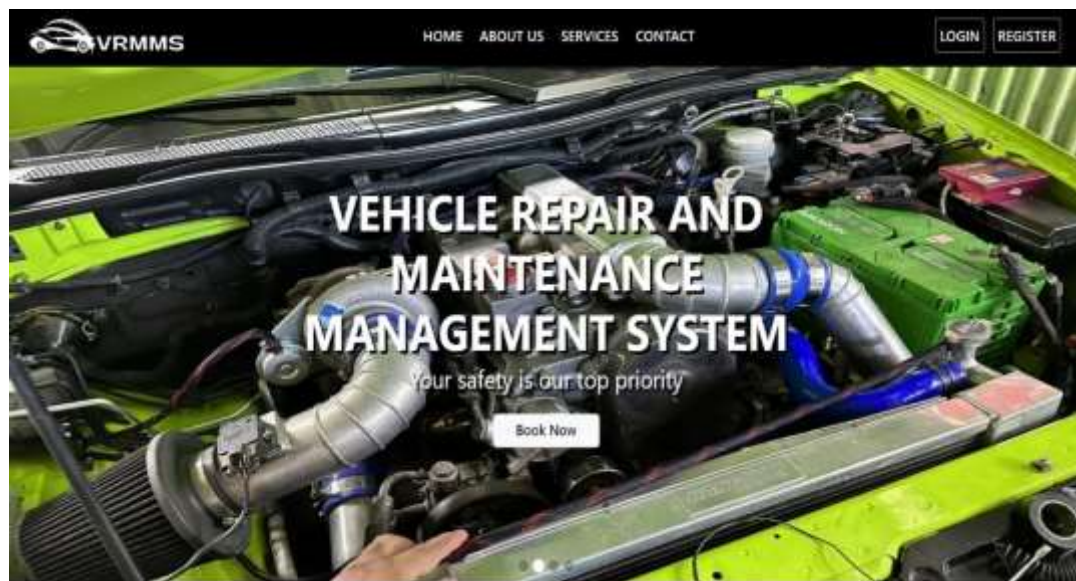 VRMMS
HOME ABOUT US SERVICES CONTACT
LOGIN REGISTER
VEHICLE REPAIR AND
MAINTENANCE
MANAGEMENT SYSTEM
Your safety is our top priority
Book Now